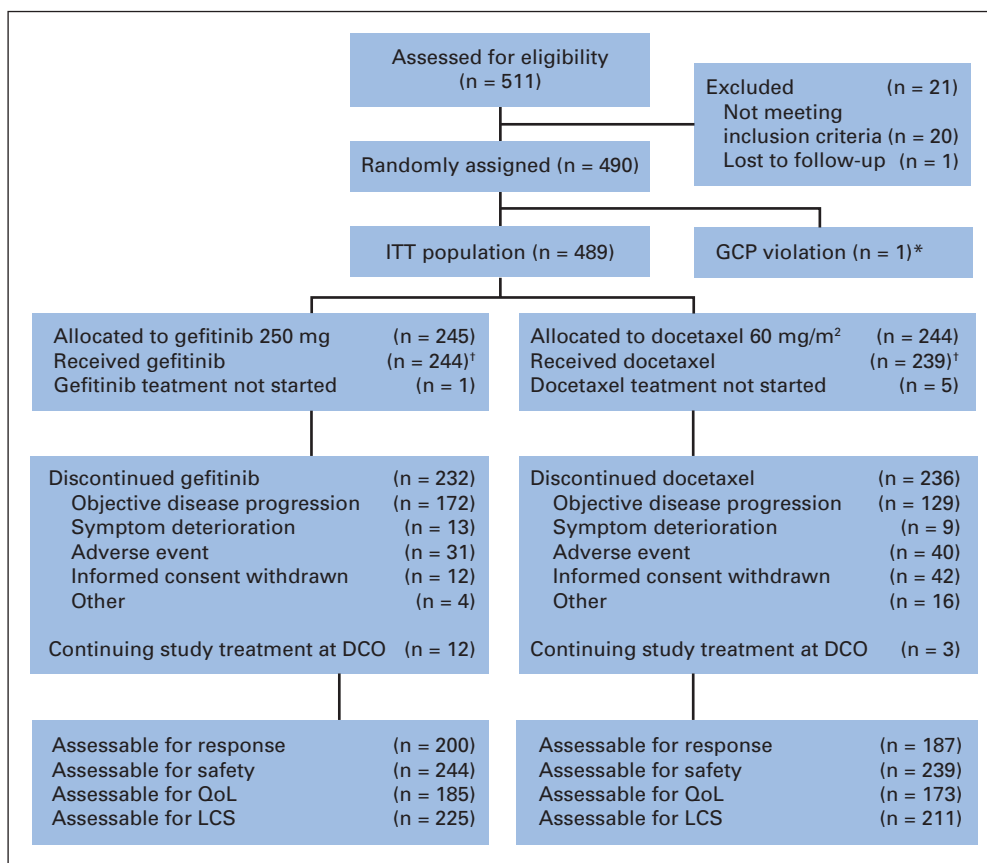 Assessed for eligibility
(n = 511)
Excluded (n = 21)
Not meeting
inclusion criteria (n = 20)
Lost to follow-up (n = 1)
Randomly assigned (n = 490)
ITT population (n = 489)
GCP violation (n = 1)*
Allocated to gefitinib 250 mg (n = 245)
Received gefitinib (n = 244)†
Gefitinib teatment not started (n = 1)
Allocated to docetaxel 60 mg/m² (n = 244)
Received docetaxel (n = 239)†
Docetaxel teatment not started (n = 5)
Discontinued gefitinib (n = 232)
Objective disease progression (n = 172)
Symptom deterioration (n = 13)
Adverse event (n = 31)
Informed consent withdrawn (n = 12)
Other (n = 4)
Continuing study treatment at DCO (n = 12)
Discontinued docetaxel (n = 236)
Objective disease progression (n = 129)
Symptom deterioration (n = 9)
Adverse event (n = 40)
Informed consent withdrawn (n = 42)
Other (n = 16)
Continuing study treatment at DCO (n = 3)
Assessable for response (n = 200)
Assessable for safety (n = 244)
Assessable for QoL (n = 185)
Assessable for LCS (n = 225)
Assessable for response (n = 187)
Assessable for safety (n = 239)
Assessable for QoL (n = 173)
Assessable for LCS (n = 211)